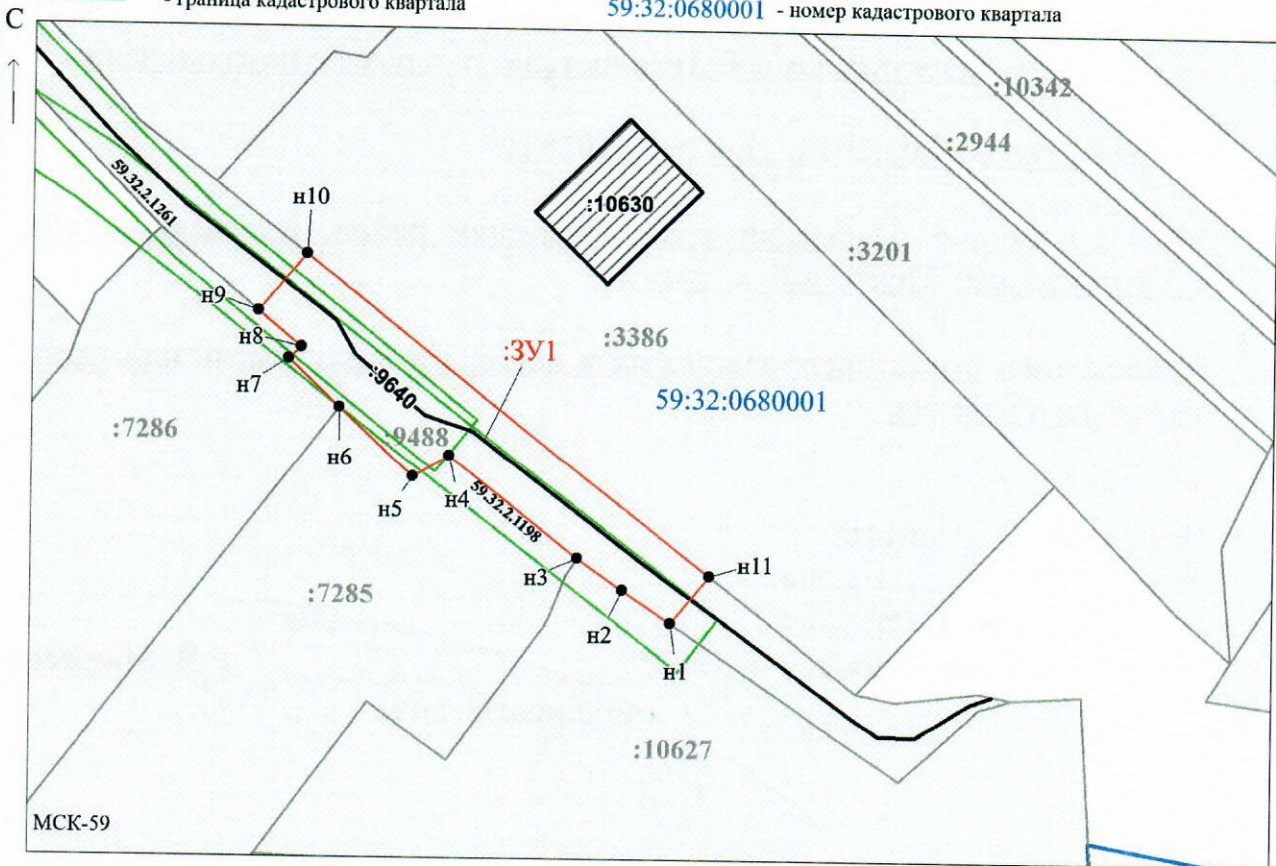 граница кадастрового квартала
59:32:0680001 - номер кадастрового квартала
С
:10342
:2944
59.32.2.1261
н10
:10630
:3201
н9
н8
:ЗУ1
:3386
н7
:9640
59:32:0680001
:7286
:9488
н6
н5
н4
59.32.2.1198
н3
н11
:7285
н2
н1
:10627
МСК-59